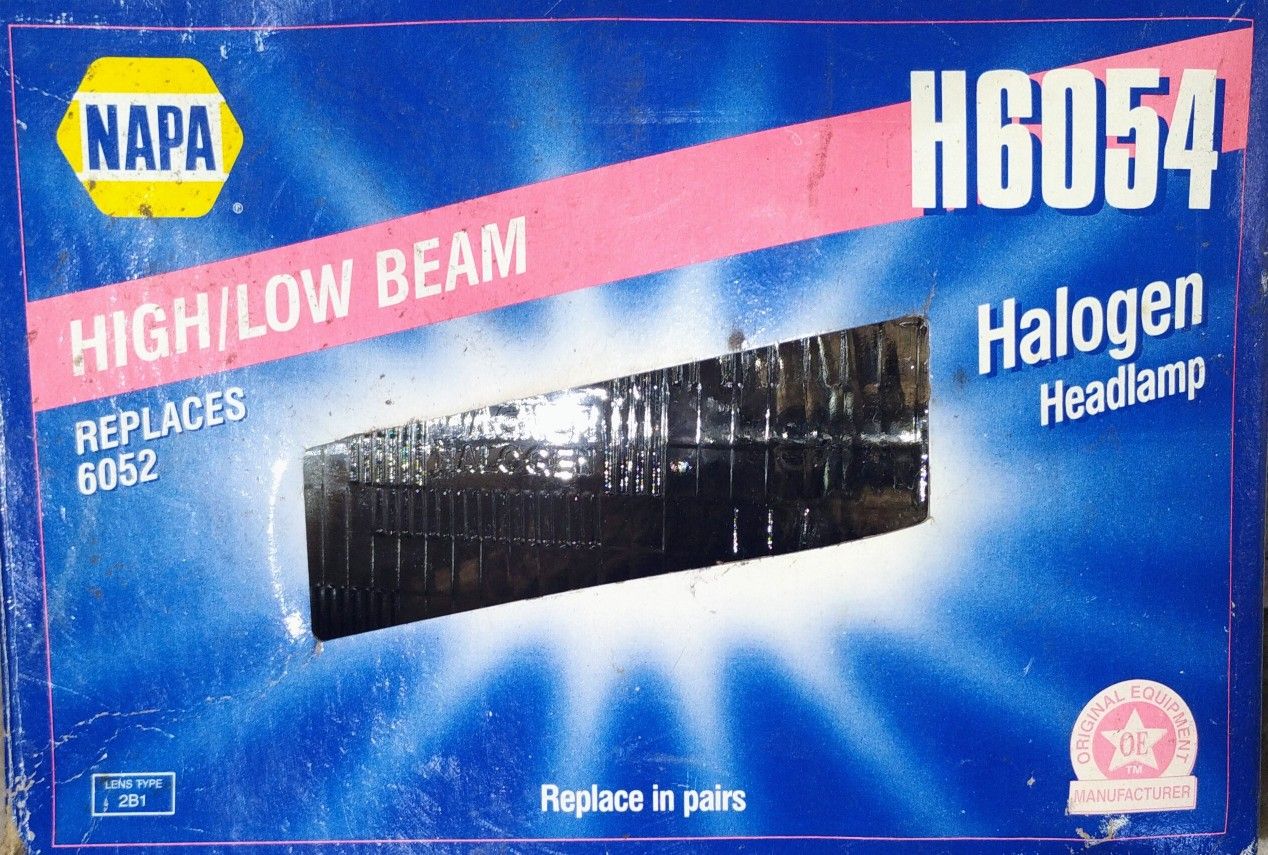 NAPA
®
H6054
HIGH/LOW BEAM
Halogen
Headlamp
REPLACES
6052
ORIGINAL EQUIPMENT
OE
TM
MANUFACTURER
LENS TYPE
2B1
Replace in pairs